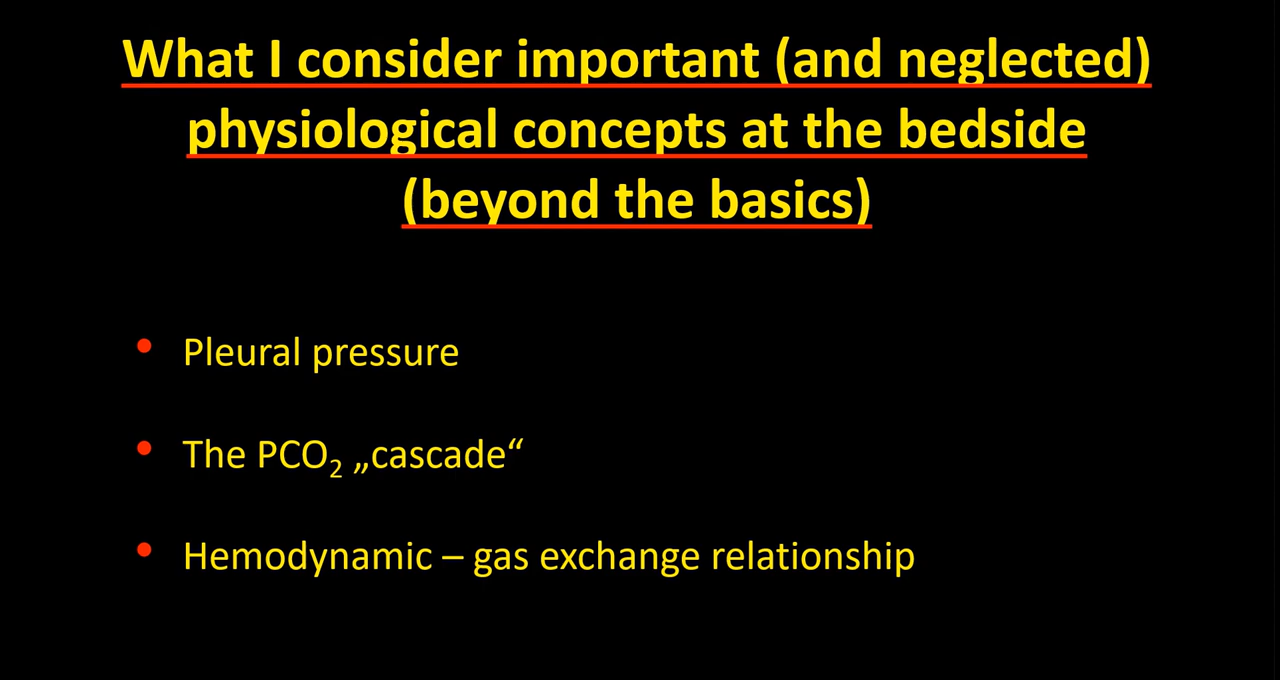 What I consider important (and neglected)
physiological concepts at the bedside
(beyond the basics)
• Pleural pressure
• The PCO₂ „cascade“
• Hemodynamic – gas exchange relationship